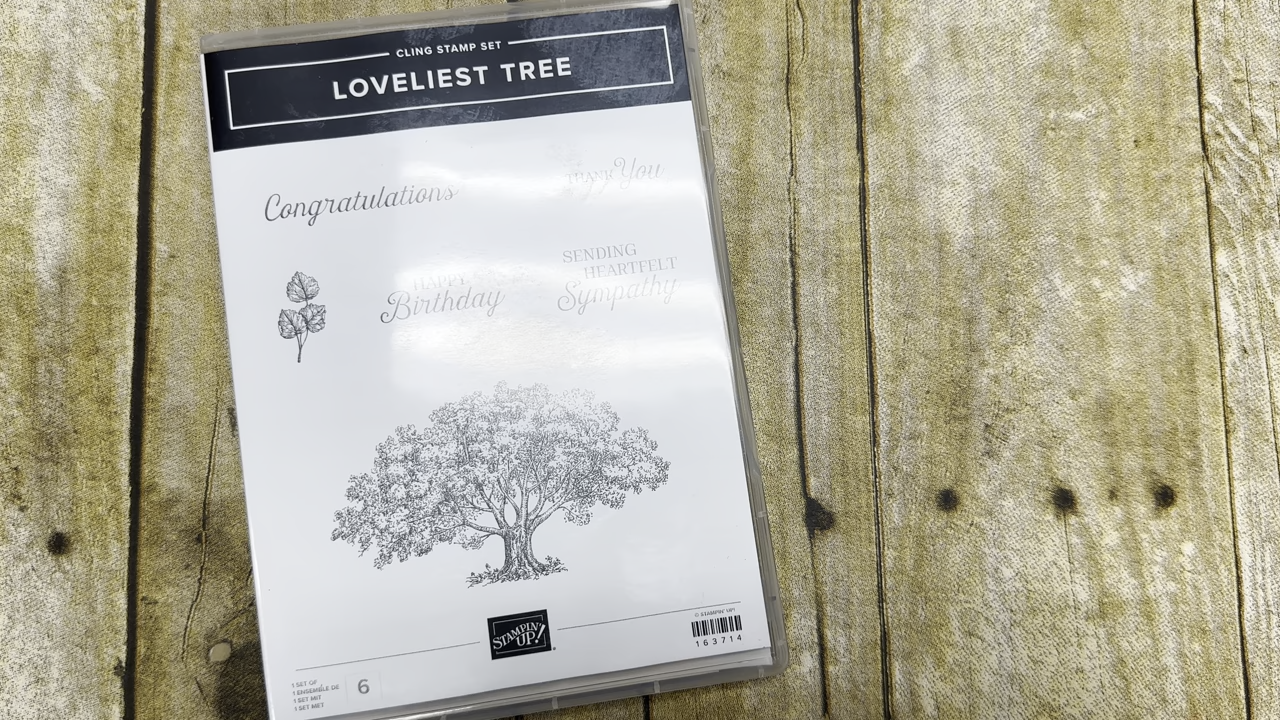 CLING STAMP SET
LOVELIEST TREE
Congratulations
THANK You
HAPPY
Birthday
SENDING
HEARTFELT
Sympathy
STAMPIN'
UP!
© STAMPIN' UP!
163714
1 SET OF
1 ENSEMBLE DE
1 SET MIT
1 SET MET
6